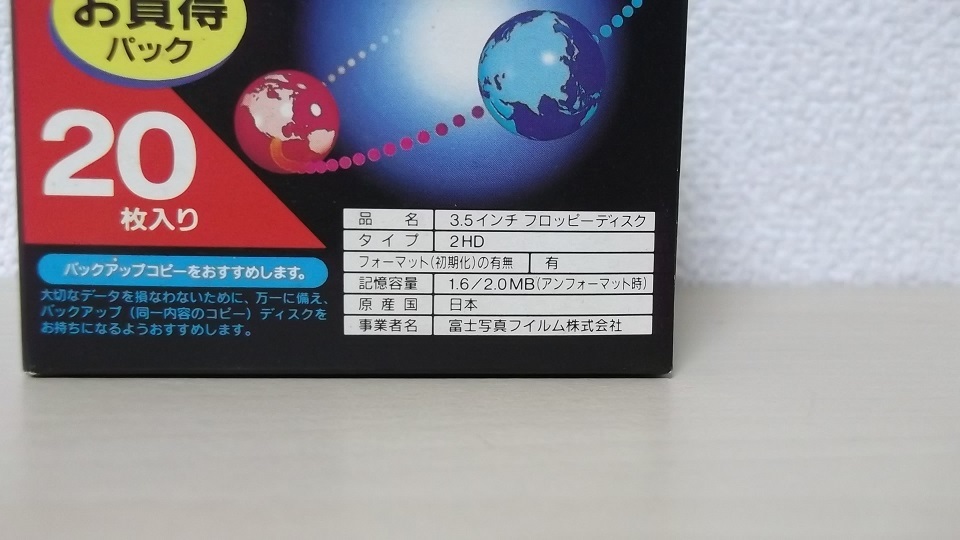 お買得
パック
20
枚入り
バックアップコピーをおすすめします。
大切なデータを損なわないために、万一に備え、
バックアップ(同一内容のコピー)ディスクを
お持ちになるようおすすめします。
品名 3.5インチ フロッピーディスク
タイプ 2HD
フォーマット(初期化)の有無 有
記憶容量 1.6/2.0MB(アンフォーマット時)
原産国 日本
事業者名 富士写真フイルム株式会社